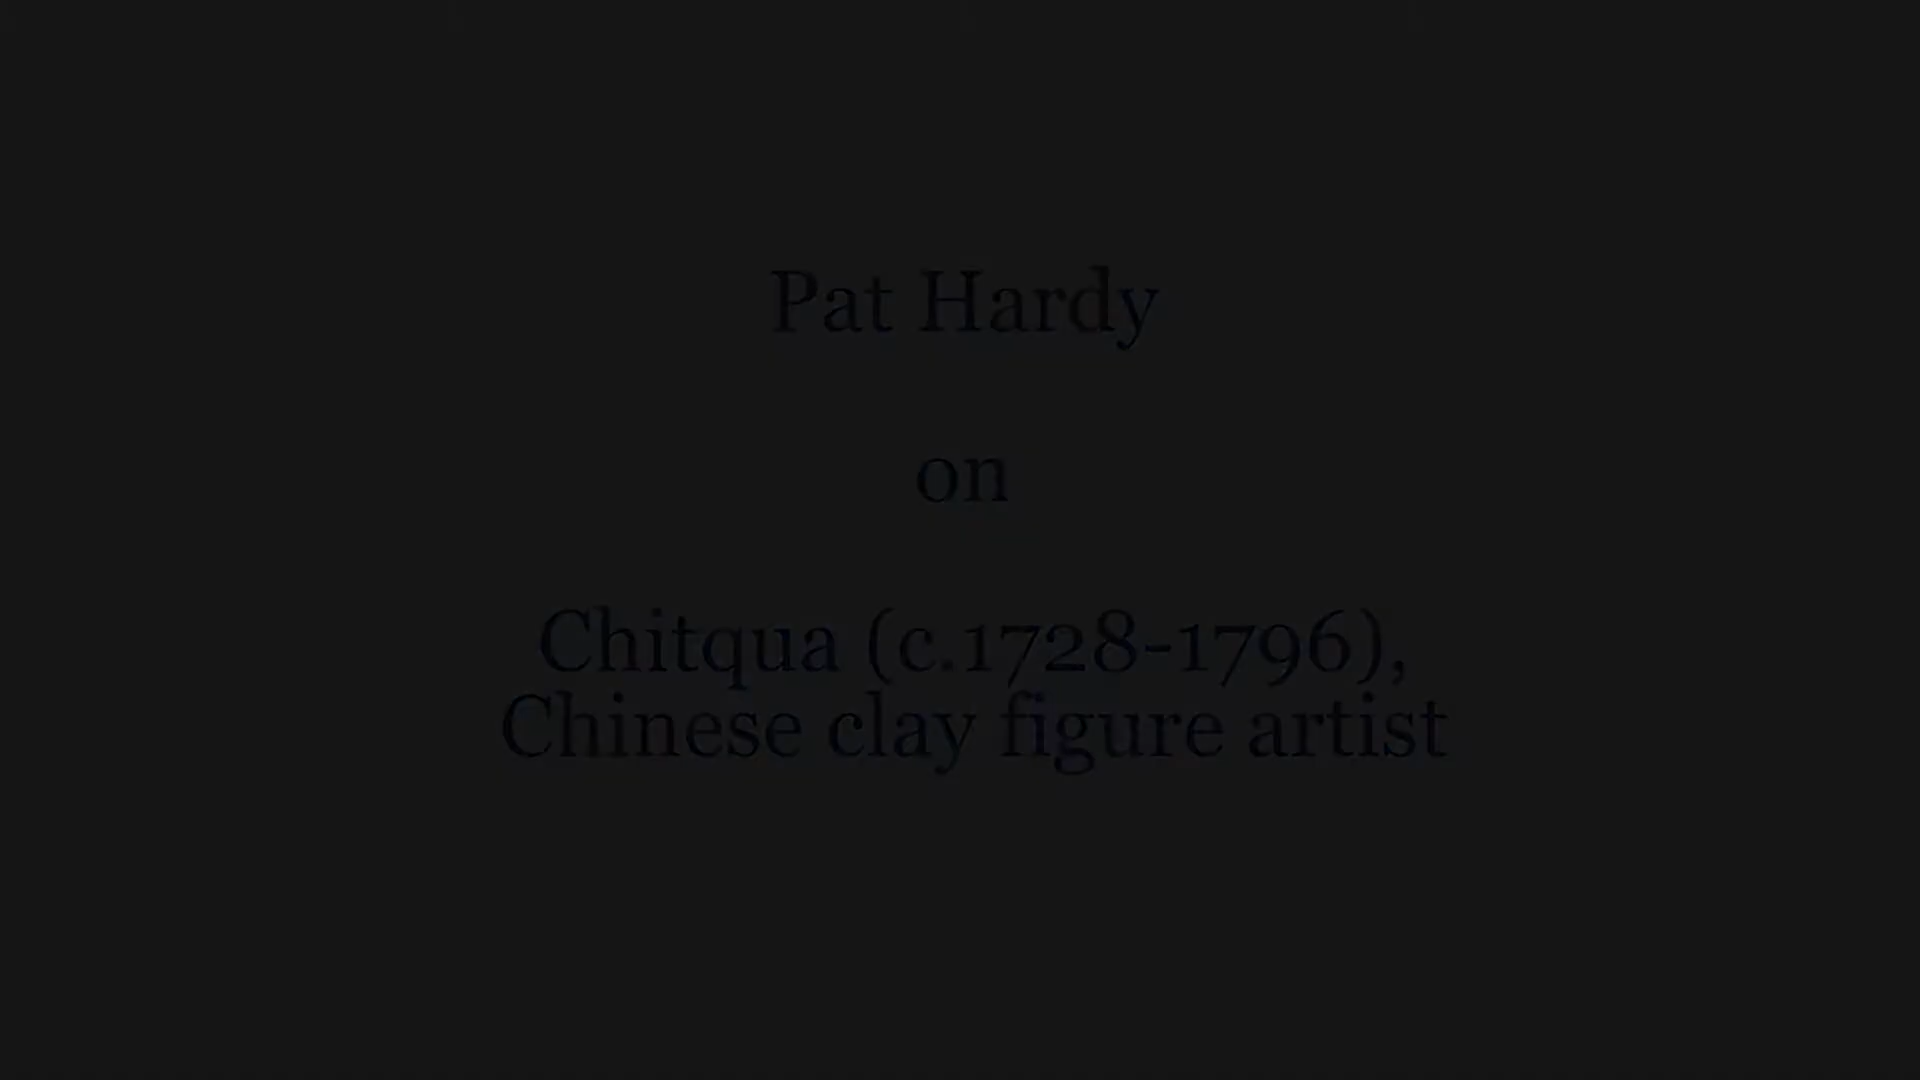 Pat Hardy
on
Chitqua (c.1728-1796),
Chinese clay figure artist